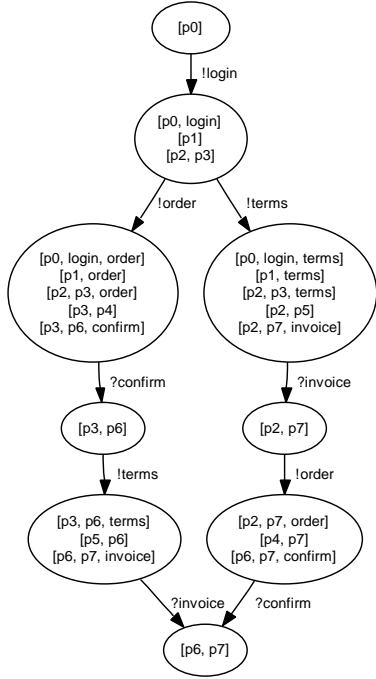 [p0]
!login
[p0, login]
[p1]
[p2, p3]
!order
!terms
[p0, login, order]
[p1, order]
[p2, p3, order]
[p3, p4]
[p3, p6, confirm]
[p0, login, terms]
[p1, terms]
[p2, p3, terms]
[p2, p5]
[p2, p7, invoice]
?confirm
?invoice
[p3, p6]
[p2, p7]
!terms
!order
[p3, p6, terms]
[p5, p6]
[p6, p7, invoice]
[p2, p7, order]
[p4, p7]
[p6, p7, confirm]
?invoice
?confirm
[p6, p7]